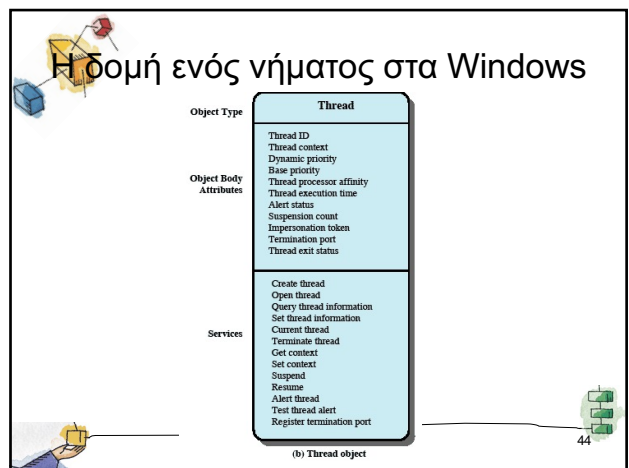 Η δομή ενός νήματος στα Windows
Object Type
Thread
Object Body
Attributes
Thread ID
Thread context
Dynamic priority
Base priority
Thread processor affinity
Thread execution time
Alert status
Suspension count
Impersonation token
Termination port
Thread exit status
Services
Create thread
Open thread
Query thread information
Set thread information
Current thread
Terminate thread
Get context
Set context
Suspend
Resume
Alert thread
Test thread alert
Register termination port
(b) Thread object
44